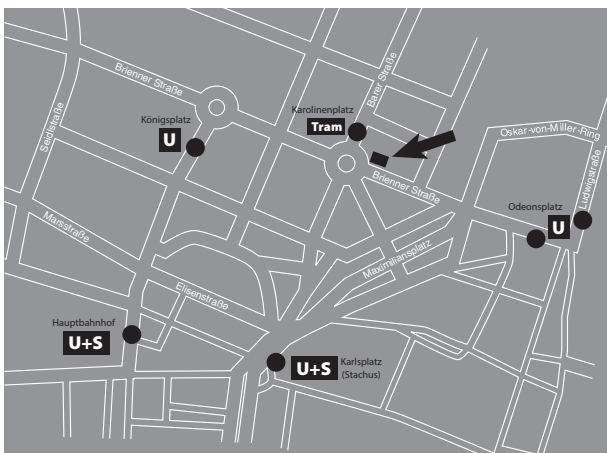 Brienner Straße
Barer Straße
Karolinenplatz
Tram
Königsplatz
U
Seidlstraße
Oskar-von-Miller-Ring
Ludwigstraße
Brienner Straße
Odeonsplatz
U
Marsstraße
Maximiliansplatz
Elisenstraße
Hauptbahnhof
U+S
U+S
Karlsplatz
(Stachus)